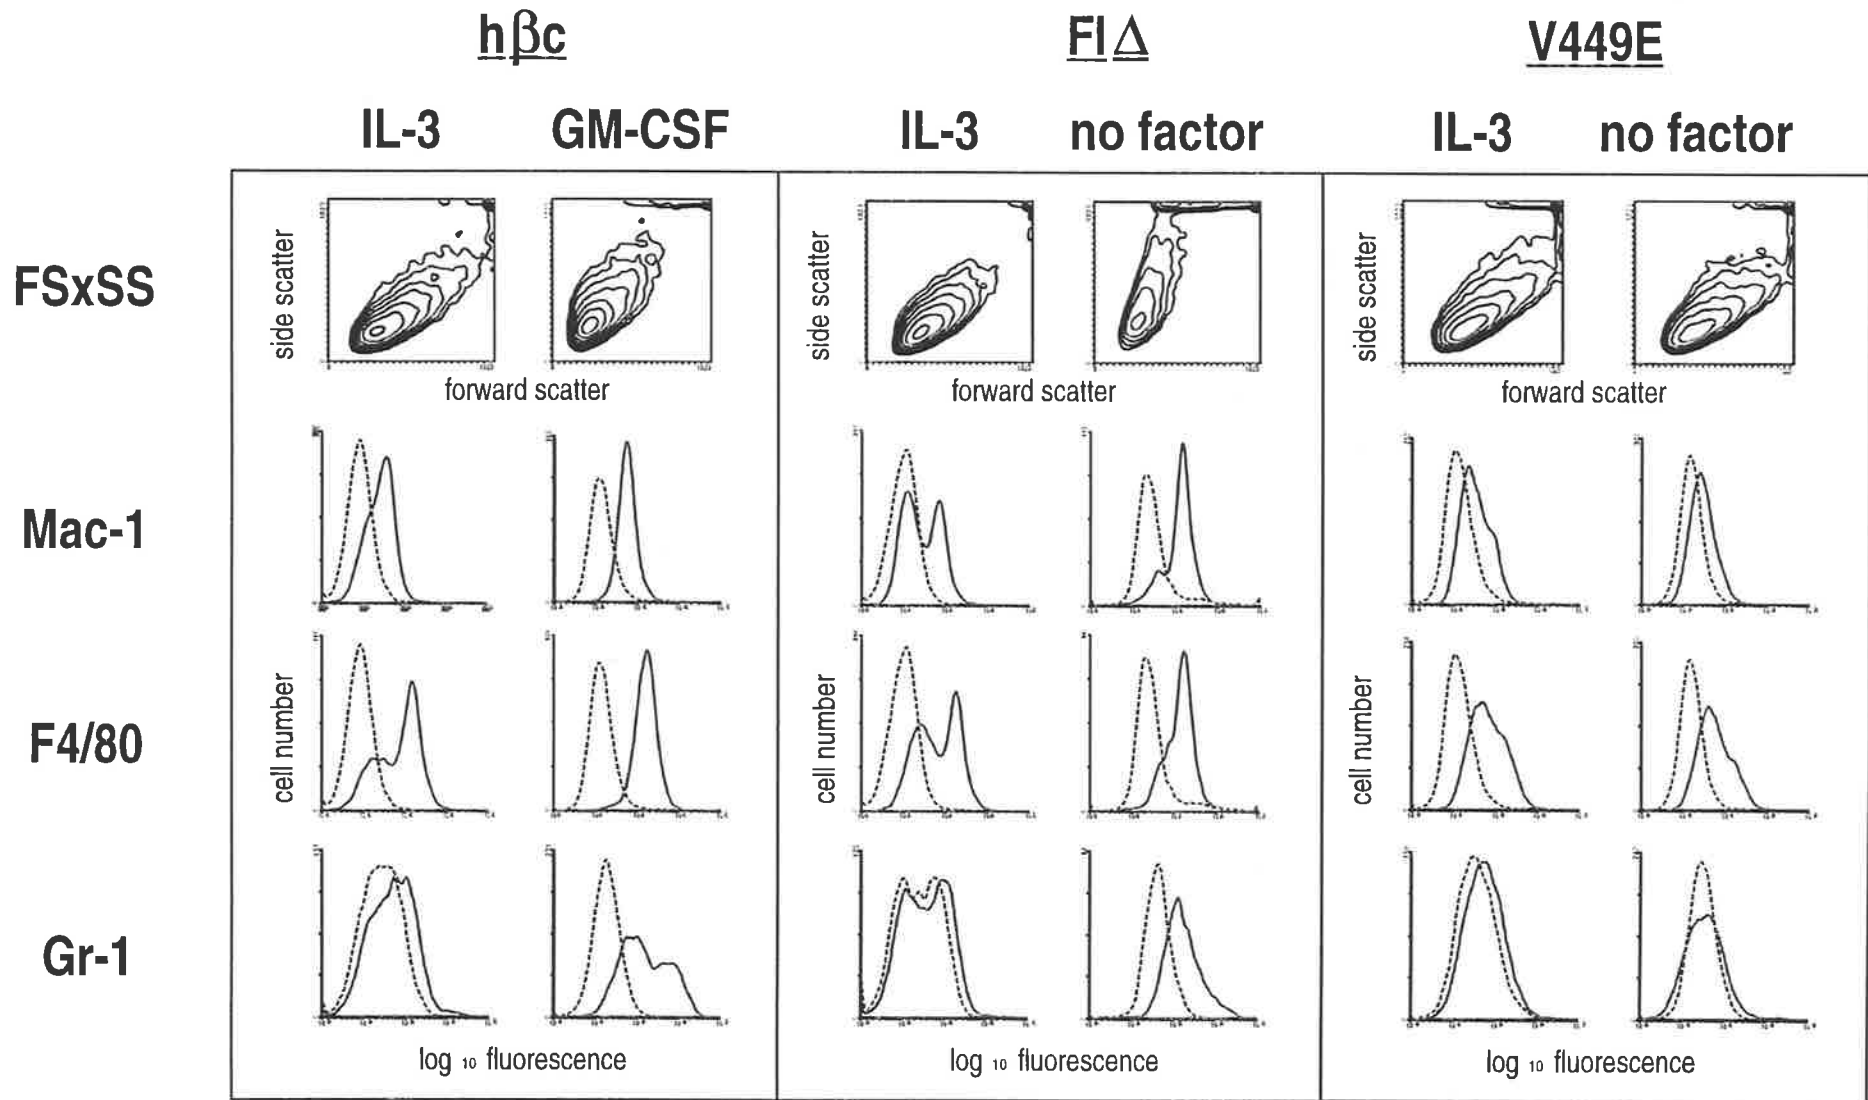 hβc FIΔ V449E
IL-3 GM-CSF IL-3 no factor IL-3 no factor
FSxSS
side scatter side scatter side scatter
forward scatter forward scatter forward scatter
Mac-1
F4/80
cell number cell number cell number
Gr-1
log 10 fluorescence log 10 fluorescence log 10 fluorescence